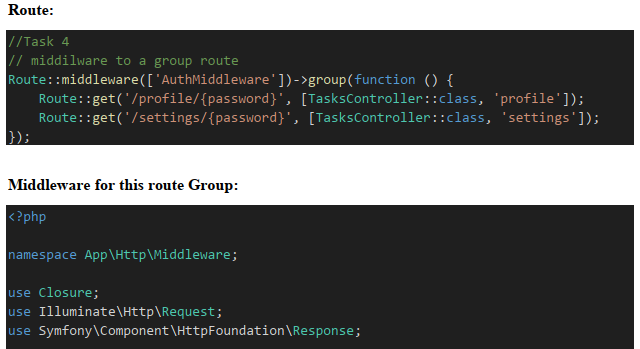 Route:
//Task 4
// middilware to a group route
Route::middleware(['AuthMiddleware'])->group(function () {
    Route::get('/profile/{password}', [TasksController::class, 'profile']);
    Route::get('/settings/{password}', [TasksController::class, 'settings']);
});
Middleware for this route Group:
<?php
namespace App\Http\Middleware;
use Closure;
use Illuminate\Http\Request;
use Symfony\Component\HttpFoundation\Response;